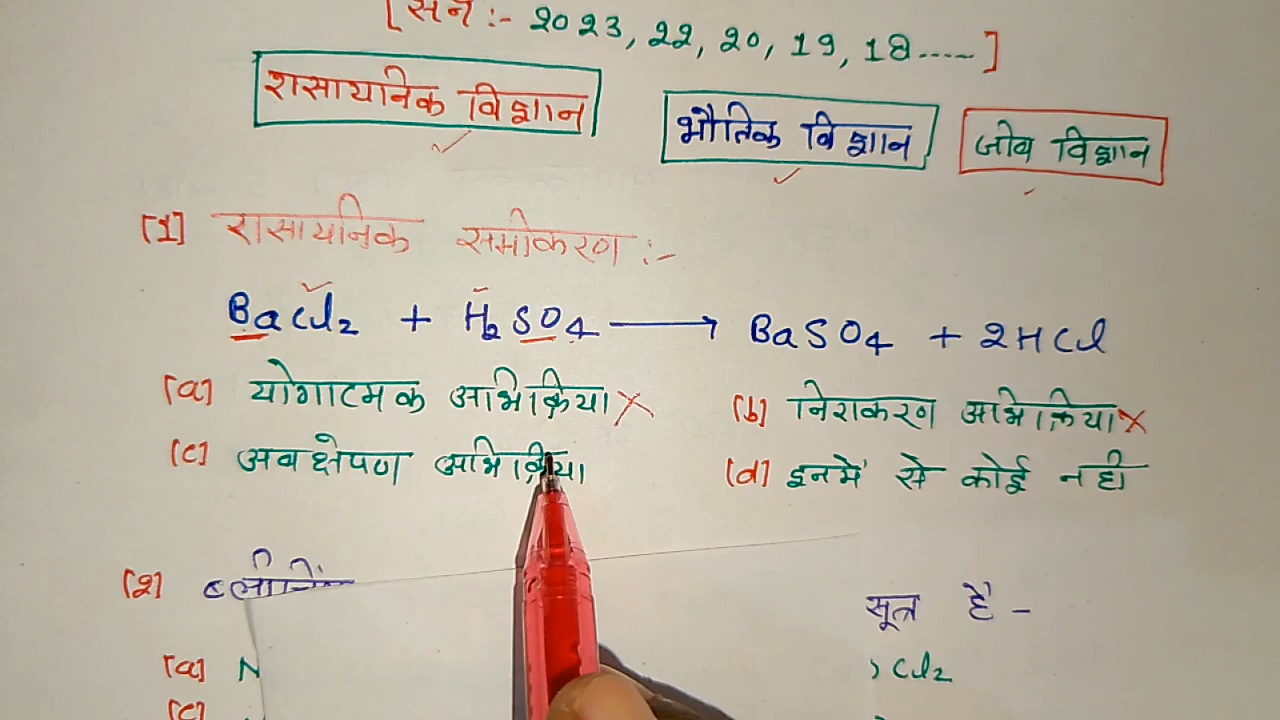 [सन :- 2023, 22, 20, 19, 18.....]
रासायनिक विज्ञान भौतिक विज्ञान जीव विज्ञान
[1] रासायनिक समीकरण :-
BaCl2 + H2SO4 ⟶ BaSO4 + 2HCl
[a] योगात्मक अभिक्रिया × [b] निराकरण अभिक्रिया ×
[c] अवक्षेपण अभिक्रिया [d] इनमें से कोई नही
[2] सूत्र है -
[a] N Cl2
[c]